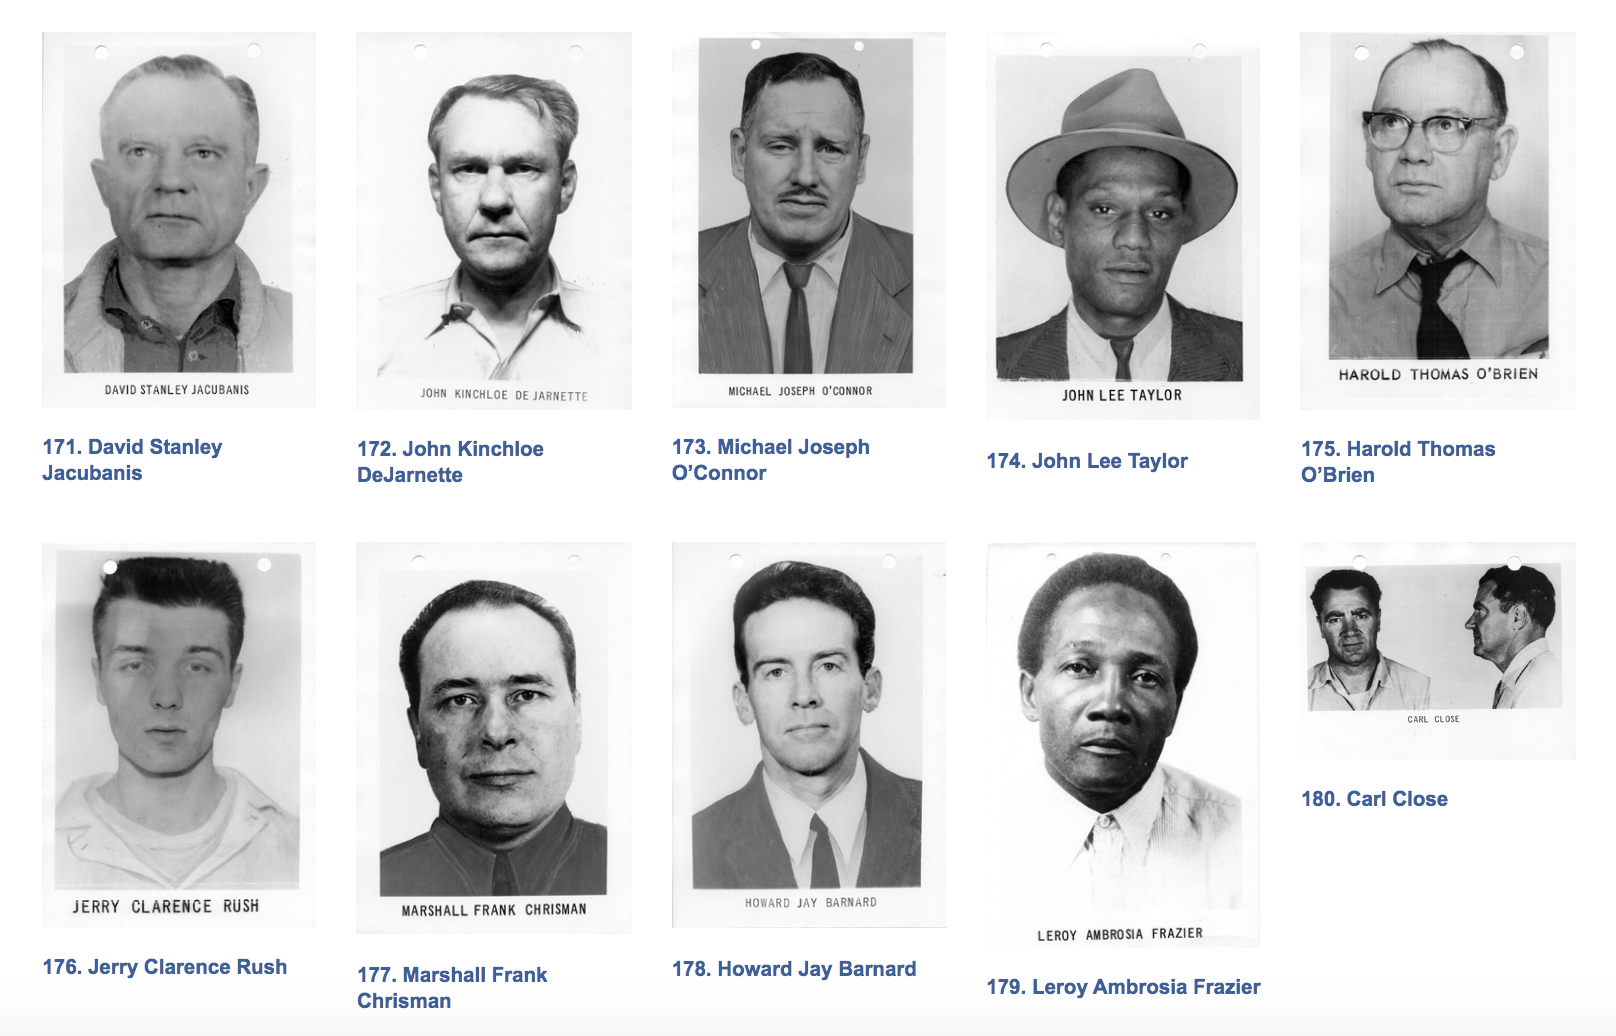 DAVID STANLEY JACUBANIS
JOHN KINCHLOE DE JARNETTE
MICHAEL JOSEPH O'CONNOR
JOHN LEE TAYLOR
HAROLD THOMAS O'BRIEN
171. David Stanley
Jacubanis
172. John Kinchloe
DeJarnette
173. Michael Joseph
O’Connor
174. John Lee Taylor
175. Harold Thomas
O’Brien
JERRY CLARENCE RUSH
MARSHALL FRANK CHRISMAN
HOWARD JAY BARNARD
LEROY AMBROSIA FRAZIER
CARL CLOSE
176. Jerry Clarence Rush
177. Marshall Frank
Chrisman
178. Howard Jay Barnard
179. Leroy Ambrosia Frazier
180. Carl Close